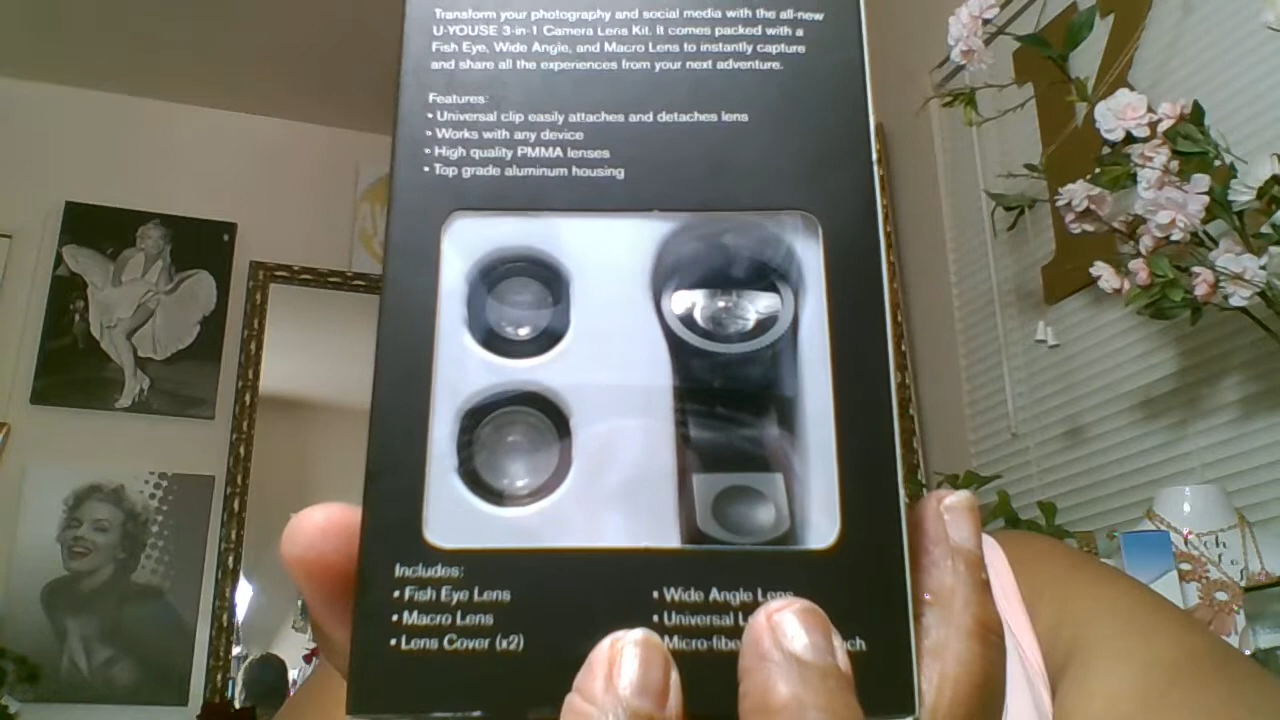 Transform your photography and social media with the all-new
U-YOUSE 3-in-1 Camera Lens Kit. It comes packed with a
Fish Eye, Wide Angle, and Macro Lens to instantly capture
and share all the experiences from your next adventure.
Features:
• Universal clip easily attaches and detaches lens
• Works with any device
• High quality PMMA lenses
• Top grade aluminum housing
Includes:
• Fish Eye Lens
• Macro Lens
• Lens Cover (x2)
• Wide Angle Lens
• Universal